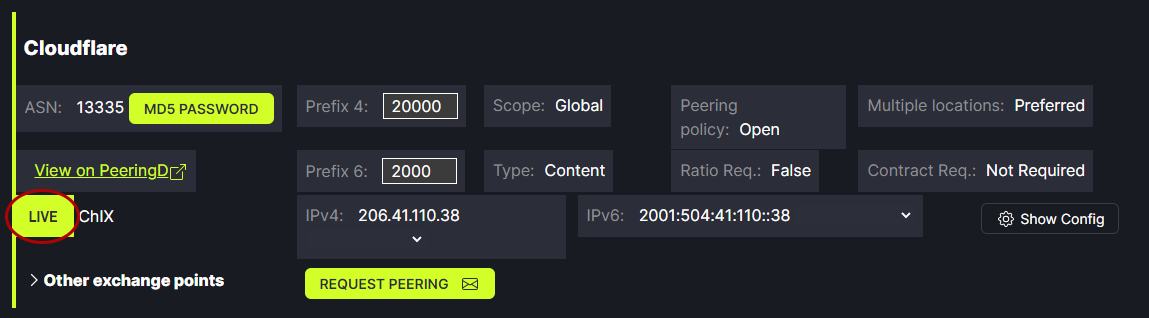 Cloudflare
ASN: 13335 MD5 PASSWORD Prefix 4: 20000 Scope: Global Peering policy: Open Multiple locations: Preferred
View on PeeringD Prefix 6: 2000 Type: Content Ratio Req.: False Contract Req.: Not Required
LIVE ChIX IPv4: 206.41.110.38 IPv6: 2001:504:41:110::38 Show Config
Other exchange points REQUEST PEERING